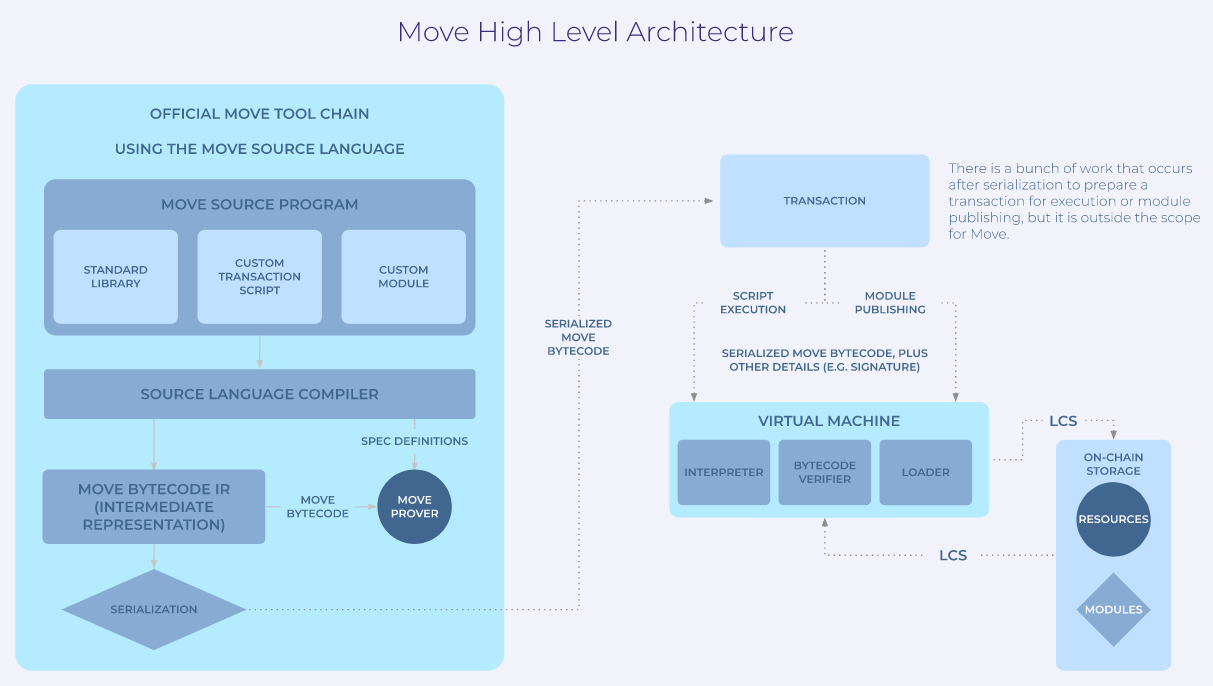 Move High Level Architecture
OFFICIAL MOVE TOOL CHAIN
USING THE MOVE SOURCE LANGUAGE
MOVE SOURCE PROGRAM
STANDARD
LIBRARY
CUSTOM
TRANSACTION
SCRIPT
CUSTOM
MODULE
SOURCE LANGUAGE COMPILER
SPEC DEFINITIONS
MOVE BYTECODE IR
(INTERMEDIATE
REPRESENTATION)
MOVE
BYTECODE
MOVE
PROVER
SERIALIZATION
SERIALIZED
MOVE
BYTECODE
TRANSACTION
There is a bunch of work that occurs
after serialization to prepare a
transaction for execution or module
publishing, but it is outside the scope
for Move.
SCRIPT
EXECUTION
MODULE
PUBLISHING
SERIALIZED MOVE BYTECODE, PLUS
OTHER DETAILS (E.G. SIGNATURE)
VIRTUAL MACHINE
INTERPRETER
BYTECODE
VERIFIER
LOADER
LCS
ON-CHAIN
STORAGE
RESOURCES
MODULES
LCS